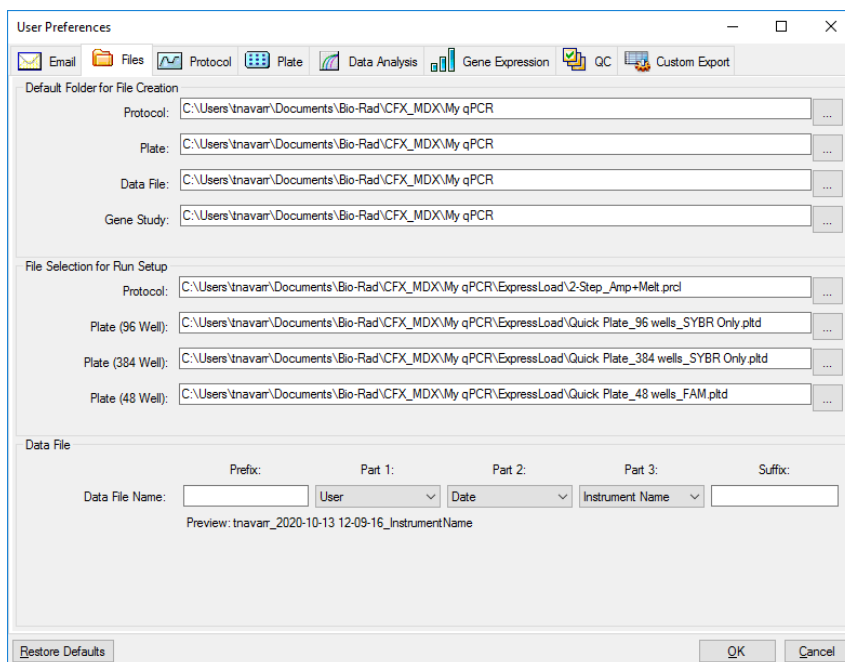 User Preferences
Email Files Protocol Plate Data Analysis Gene Expression QC Custom Export
Default Folder for File Creation
Protocol: C:\Users\tnavarr\Documents\Bio-Rad\CFX_MDX\My qPCR ...
Plate: C:\Users\tnavarr\Documents\Bio-Rad\CFX_MDX\My qPCR ...
Data File: C:\Users\tnavarr\Documents\Bio-Rad\CFX_MDX\My qPCR ...
Gene Study: C:\Users\tnavarr\Documents\Bio-Rad\CFX_MDX\My qPCR ...
File Selection for Run Setup
Protocol: C:\Users\tnavarr\Documents\Bio-Rad\CFX_MDX\My qPCR\ExpressLoad\2-Step_Amp+Melt.prcl ...
Plate (96 Well): C:\Users\tnavarr\Documents\Bio-Rad\CFX_MDX\My qPCR\ExpressLoad\Quick Plate_96 wells_SYBR Only.pltd ...
Plate (384 Well): C:\Users\tnavarr\Documents\Bio-Rad\CFX_MDX\My qPCR\ExpressLoad\Quick Plate_384 wells_SYBR Only.pltd ...
Plate (48 Well): C:\Users\tnavarr\Documents\Bio-Rad\CFX_MDX\My qPCR\ExpressLoad\Quick Plate_48 wells_FAM.pltd ...
Data File
Prefix: Part 1: Part 2: Part 3: Suffix:
Data File Name: User Date Instrument Name
Preview: tnavarr_2020-10-13 12-09-16_InstrumentName
Restore Defaults OK Cancel